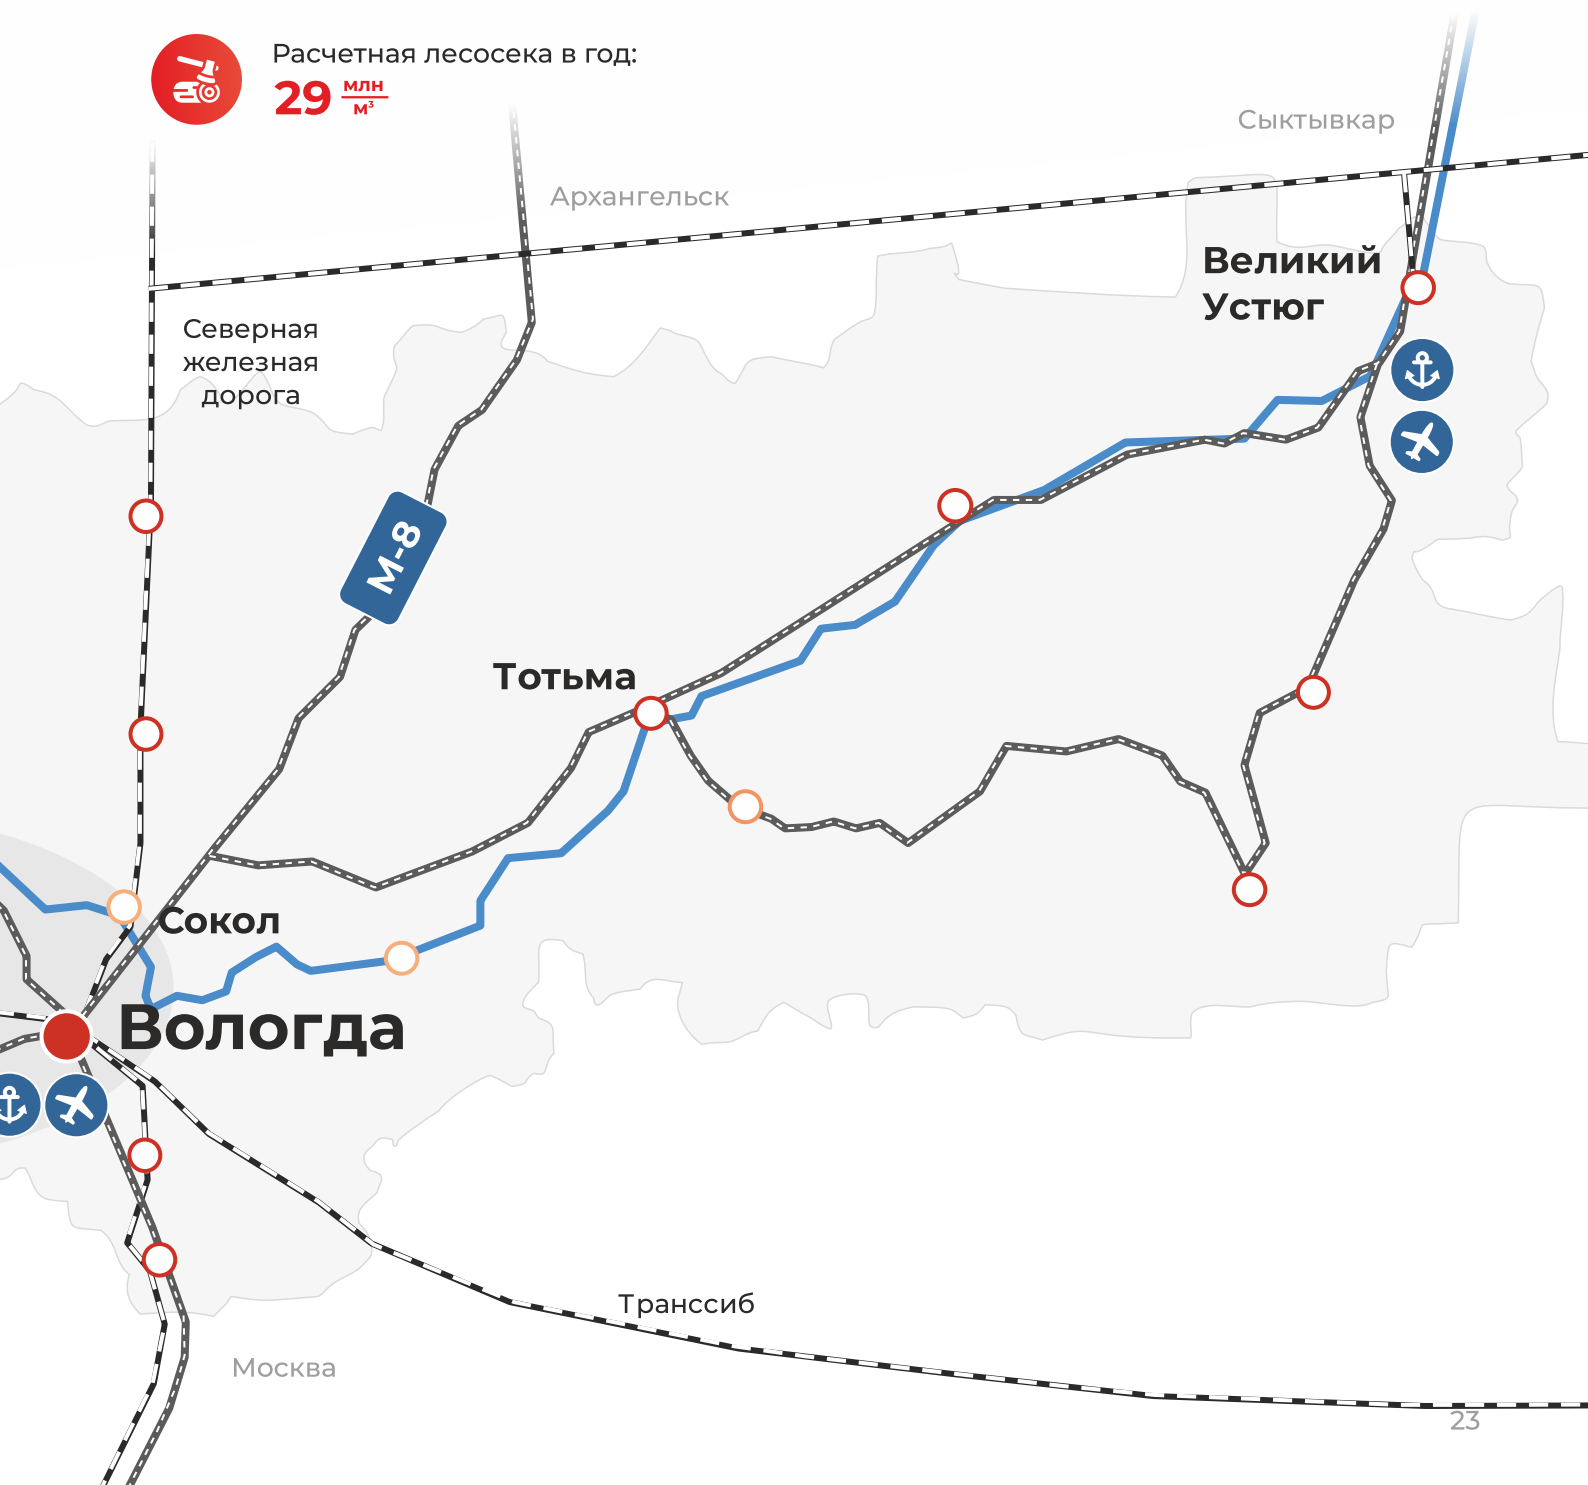 Расчетная лесосека в год:
29 млн
м³
Сыктывкар
Архангельск
Великий
Устюг
Северная
железная
дорога
М-8
Тотьма
Сокол
Вологда
Транссиб
Москва
23